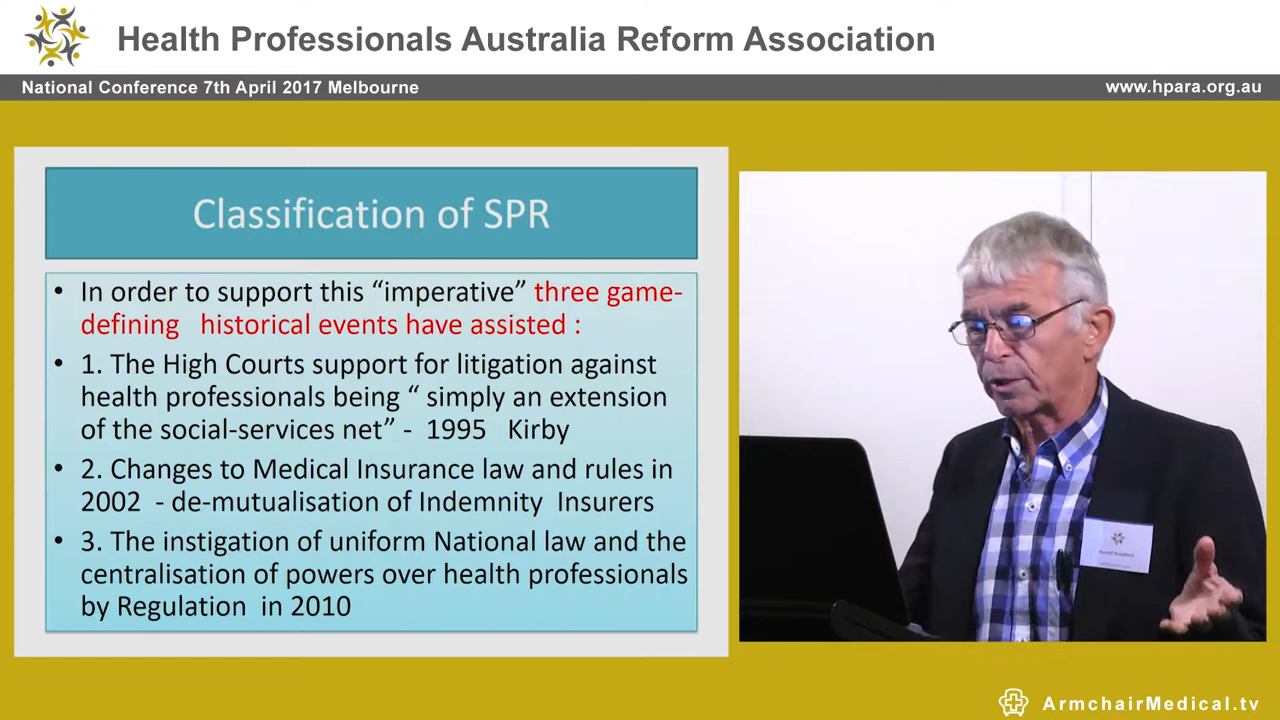 Health Professionals Australia Reform Association
National Conference 7th April 2017 Melbourne
www.hpara.org.au
Classification of SPR
• In order to support this “imperative” three game-
defining historical events have assisted :
• 1. The High Courts support for litigation against
health professionals being “ simply an extension
of the social-services net” - 1995 Kirby
• 2. Changes to Medical Insurance law and rules in
2002 - de-mutualisation of Indemnity Insurers
• 3. The instigation of uniform National law and the
centralisation of powers over health professionals
by Regulation in 2010
ArmchairMedical.tv